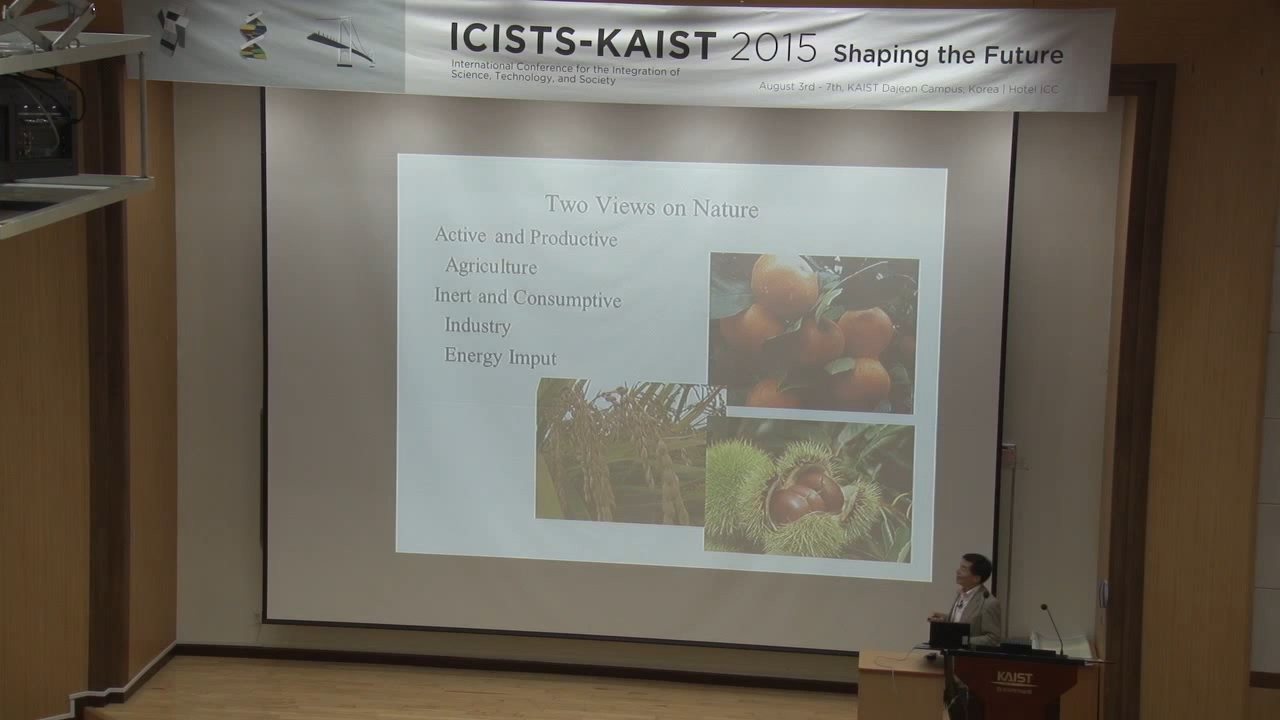 ICISTS-KAIST 2015 Shaping the Future
International Conference for the Integration of
Science, Technology, and Society
August 3rd - 7th, KAIST Dajeon Campus, Korea | Hotel ICC
Two Views on Nature
Active and Productive
Agriculture
Inert and Consumptive
Industry
Energy Imput
KAIST